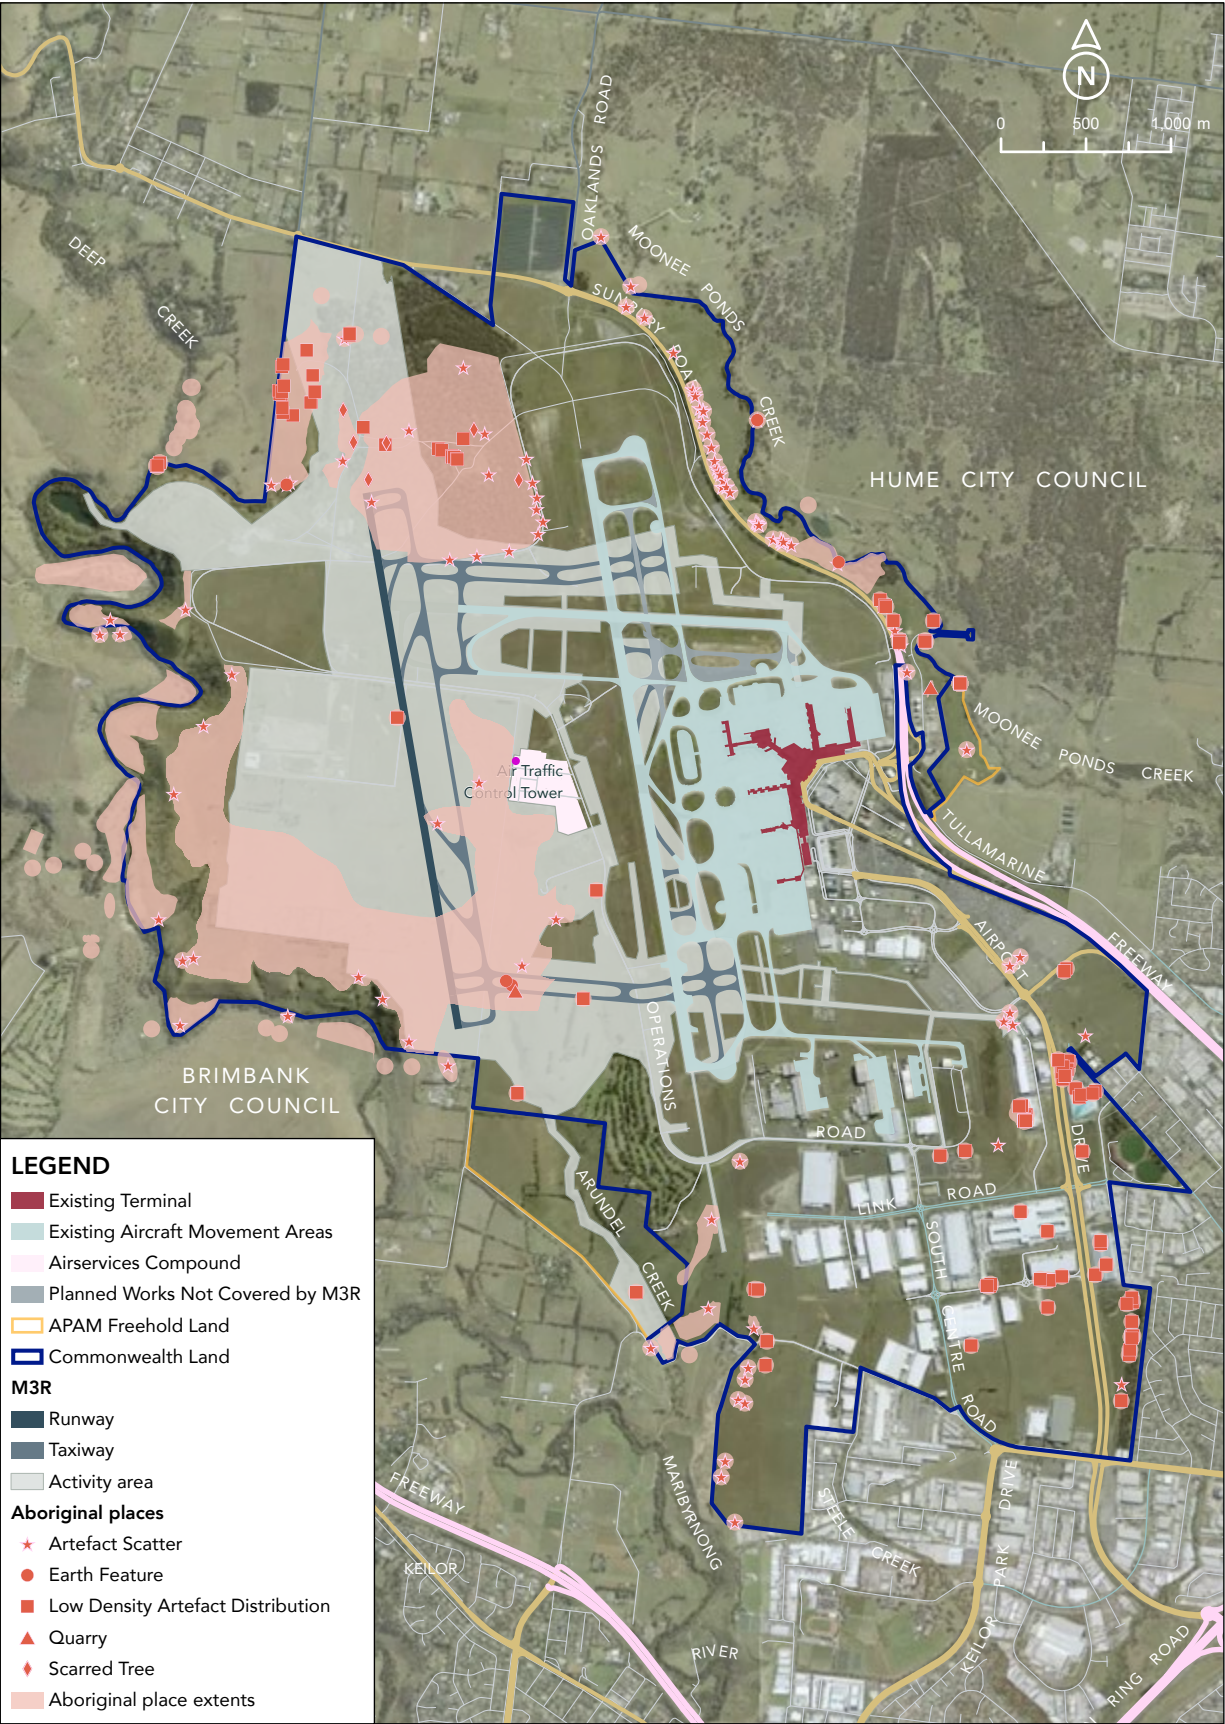 N
0 500 1,000 m
OAKLANDS ROAD
DEEP
CREEK
MOONEE PONDS
CREEK
SUNBURY ROAD
HUME CITY COUNCIL
MOONEE PONDS CREEK
Air Traffic
Control Tower
TULLAMARINE
FREEWAY
AIRPORT
DRIVE
OPERATIONS
ROAD
BRIMBANK
CITY COUNCIL
LINK ROAD
SOUTH CENTRE
ROAD
ARUNDEL
CREEK
MARIBYRNONG
RIVER
STEELE
CREEK
KEILOR PARK DRIVE
RING ROAD
FREEWAY
KEILOR
LEGEND
Existing Terminal
Existing Aircraft Movement Areas
Airservices Compound
Planned Works Not Covered by M3R
APAM Freehold Land
Commonwealth Land
M3R
Runway
Taxiway
Activity area
Aboriginal places
Artefact Scatter
Earth Feature
Low Density Artefact Distribution
Quarry
Scarred Tree
Aboriginal place extents